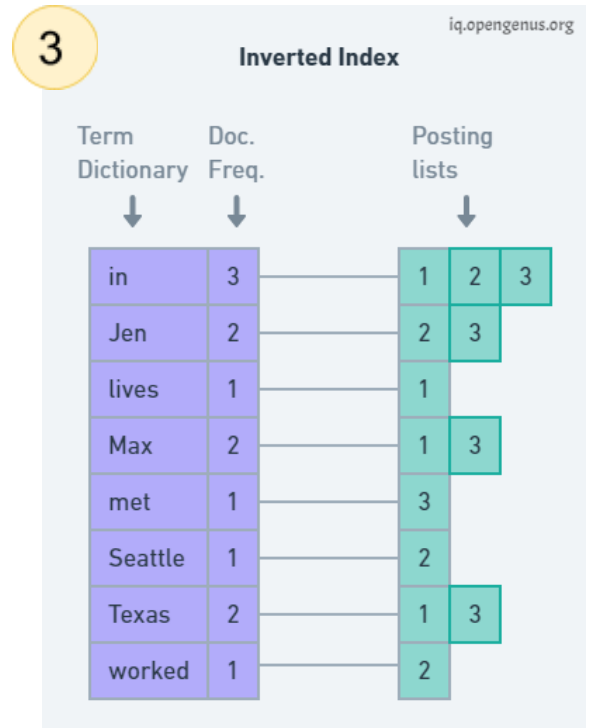 3
iq.opengenus.org
Inverted Index
Term Dictionary
Doc. Freq.
Posting lists
in 3 1 2 3
Jen 2 2 3
lives 1 1
Max 2 1 3
met 1 3
Seattle 1 2
Texas 2 1 3
worked 1 2